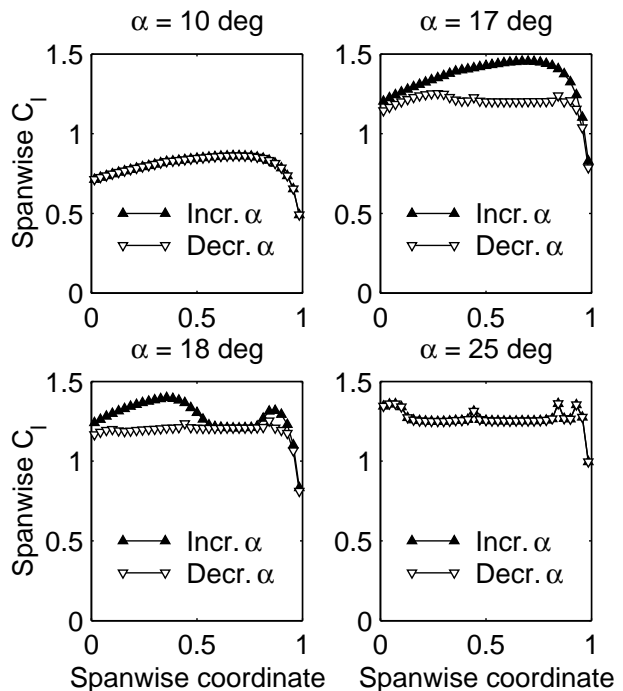 α = 10 deg
α = 17 deg
1.5
1
0.5
0
Spanwise C_l
Incr. α
Decr. α
0
0.5
1
1.5
1
0.5
0
Incr. α
Decr. α
0
0.5
1
α = 18 deg
α = 25 deg
1.5
1
0.5
0
Spanwise C_l
Incr. α
Decr. α
0
0.5
1
Spanwise coordinate
1.5
1
0.5
0
Incr. α
Decr. α
0
0.5
1
Spanwise coordinate